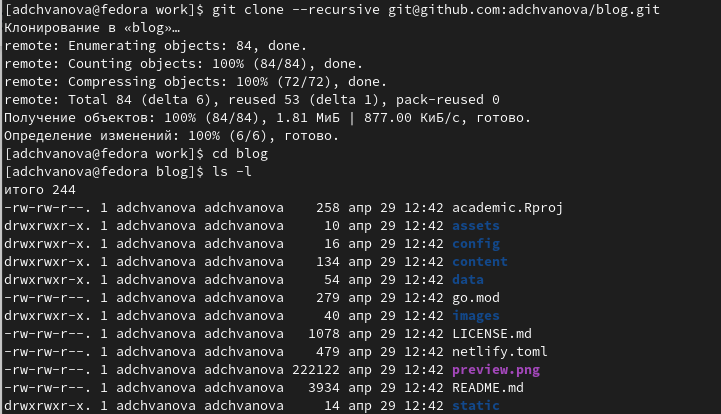 [adchvanova@fedora work]$ git clone --recursive git@github.com:adchvanova/blog.git
Клонирование в «blog»…
remote: Enumerating objects: 84, done.
remote: Counting objects: 100% (84/84), done.
remote: Compressing objects: 100% (72/72), done.
remote: Total 84 (delta 6), reused 53 (delta 1), pack-reused 0
Получение объектов: 100% (84/84), 1.81 МиБ | 877.00 КиБ/с, готово.
Определение изменений: 100% (6/6), готово.
[adchvanova@fedora work]$ cd blog
[adchvanova@fedora blog]$ ls -l
итого 244
-rw-rw-r--. 1 adchvanova adchvanova    258 апр 29 12:42 academic.Rproj
drwxrwxr-x. 1 adchvanova adchvanova     10 апр 29 12:42 assets
drwxrwxr-x. 1 adchvanova adchvanova     16 апр 29 12:42 config
drwxrwxr-x. 1 adchvanova adchvanova    134 апр 29 12:42 content
drwxrwxr-x. 1 adchvanova adchvanova     54 апр 29 12:42 data
-rw-rw-r--. 1 adchvanova adchvanova    279 апр 29 12:42 go.mod
drwxrwxr-x. 1 adchvanova adchvanova     40 апр 29 12:42 images
-rw-rw-r--. 1 adchvanova adchvanova   1078 апр 29 12:42 LICENSE.md
-rw-rw-r--. 1 adchvanova adchvanova    479 апр 29 12:42 netlify.toml
-rw-rw-r--. 1 adchvanova adchvanova 222122 апр 29 12:42 preview.png
-rw-rw-r--. 1 adchvanova adchvanova   3934 апр 29 12:42 README.md
drwxrwxr-x. 1 adchvanova adchvanova     14 апр 29 12:42 static